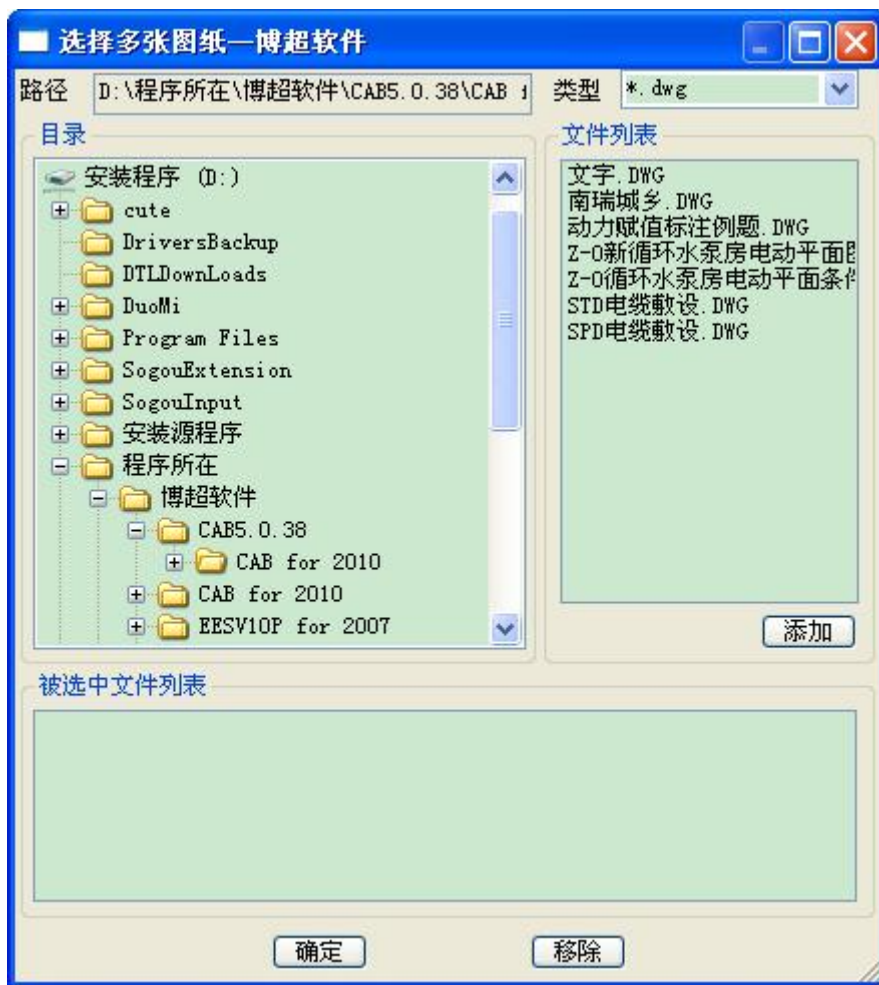 选择多张图纸—博超软件
路径 D:\程序所在\博超软件\CAB5.0.38\CAB f 类型 *.dwg
目录
安装程序 (D:)
cute
DriversBackup
DTLDownLoads
DuoMi
Program Files
SogouExtension
SogouInput
安装源程序
程序所在
博超软件
CAB5.0.38
CAB for 2010
CAB for 2010
EESV10P for 2007
文件列表
文字.DWG
南瑞城乡.DWG
动力赋值标注例题.DWG
Z-0新循环水泵房电动平面图
Z-0循环水泵房电动平面条件
STD电缆敷设.DWG
SPD电缆敷设.DWG
添加
被选中文件列表
确定 移除